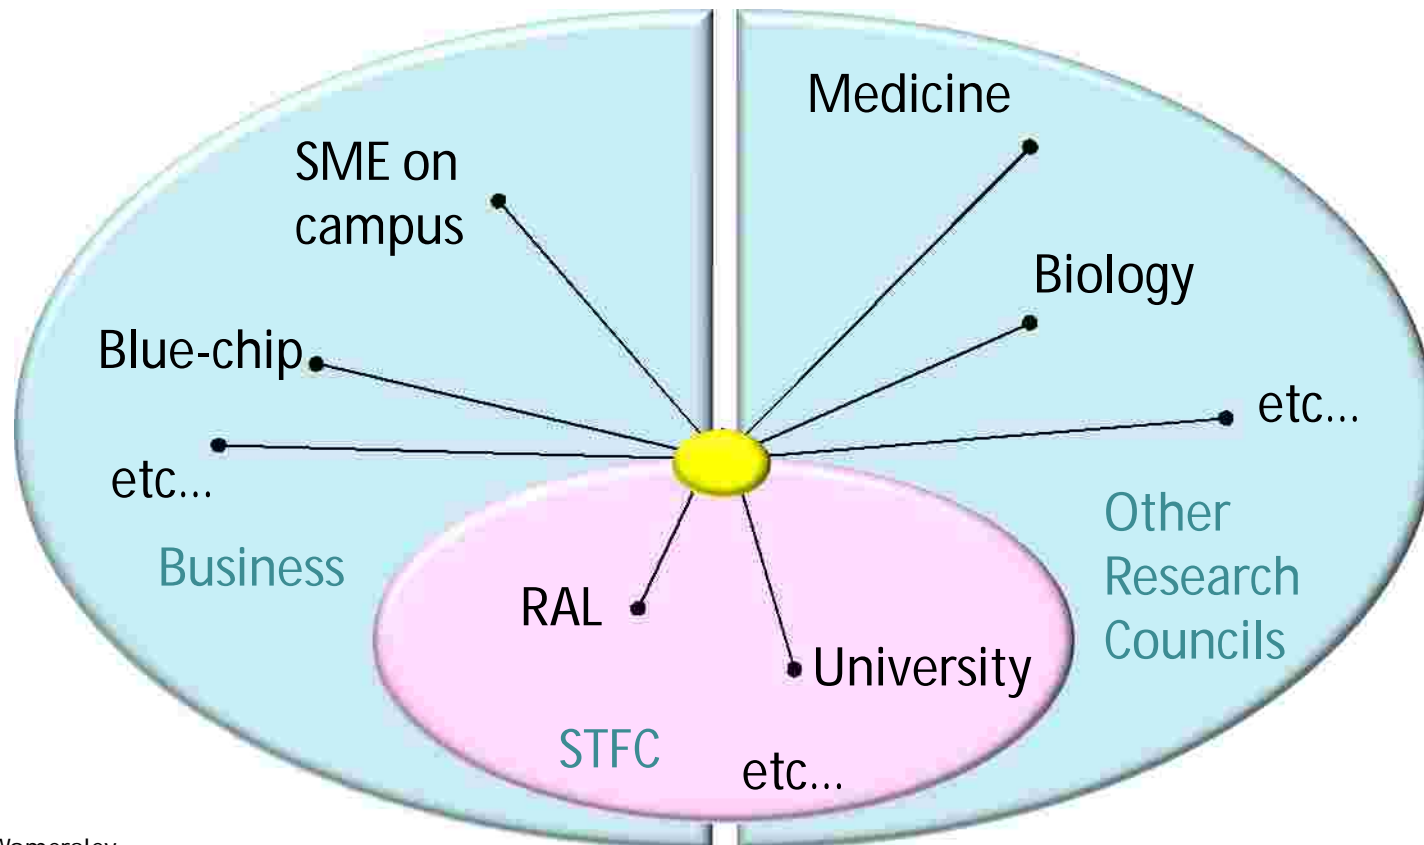 Medicine
SME on
campus
Biology
Blue-chip
etc...
etc...
Business
Other
Research
Councils
RAL
University
STFC
etc...